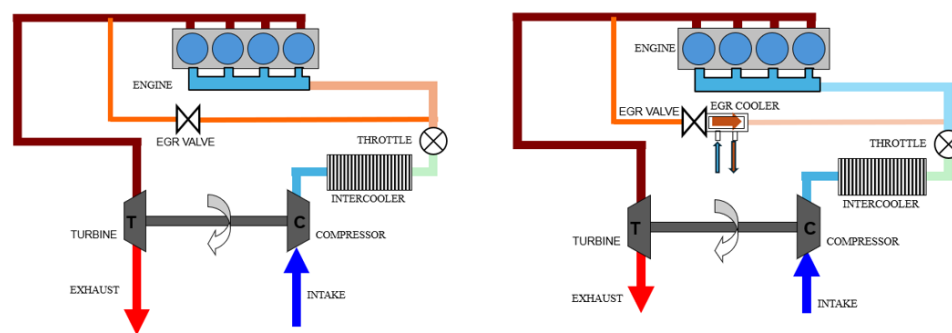 ENGINE
EGR VALVE
THROTTLE
INTERCOOLER
T
C
TURBINE
COMPRESSOR
EXHAUST
INTAKE
ENGINE
EGR VALVE
EGR COOLER
THROTTLE
INTERCOOLER
T
C
TURBINE
COMPRESSOR
EXHAUST
INTAKE